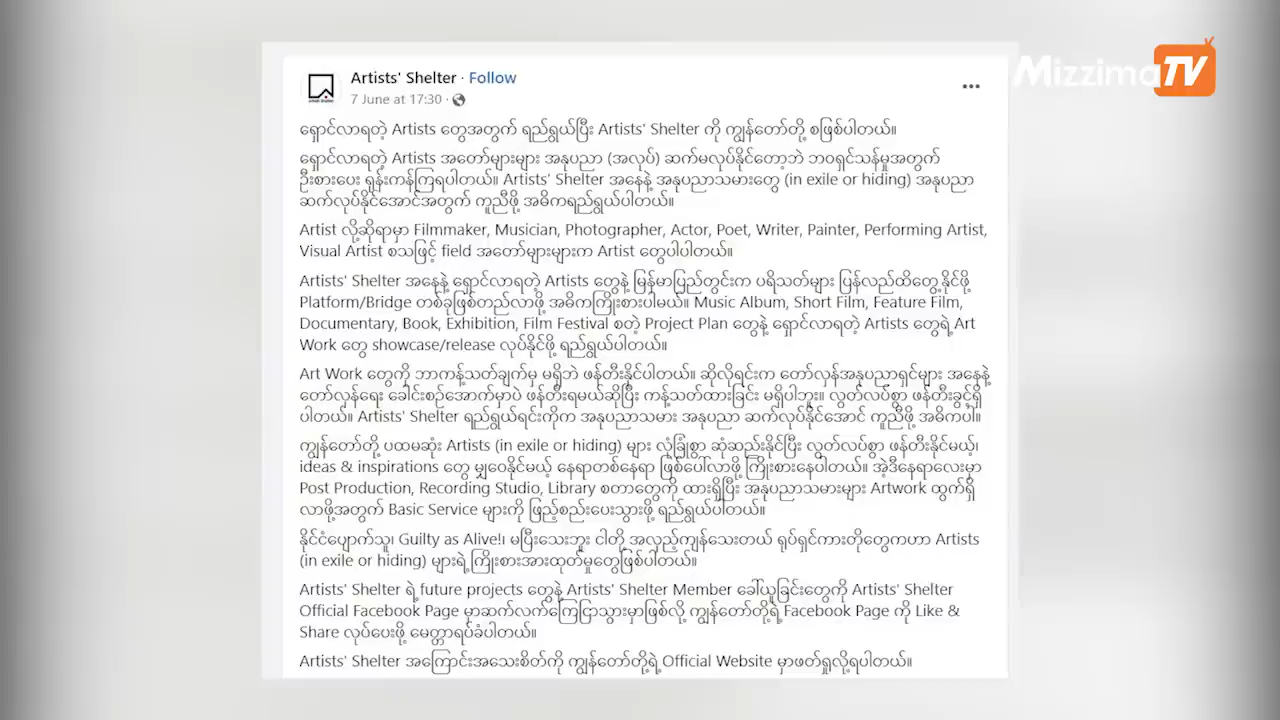 Artists' Shelter · Follow
7 June at 17:30 ·
Mizzima TV
ရှောင်လာရတဲ့ Artists တွေအတွက် ရည်ရွယ်ပြီး Artists' Shelter ကို ကျွန်တော်တို့ စဖြစ်ပါတယ်။
ရှောင်လာရတဲ့ Artists အတော်များများ အနုပညာ (အလုပ်) ဆက်မလုပ်နိုင်တော့ဘဲ ဘဝရှင်သန်မှုအတွက်
ဦးစားပေး ရုန်းကန်ကြရပါတယ်။ Artists' Shelter အနေနဲ့ အနုပညာသမားတွေ (in exile or hiding) အနုပညာ
ဆက်လုပ်နိုင်အောင်အတွက် ကူညီဖို့ အဓိကရည်ရွယ်ပါတယ်။
Artist လို့ဆိုရာမှာ Filmmaker, Musician, Photographer, Actor, Poet, Writer, Painter, Performing Artist,
Visual Artist စသဖြင့် field အတော်များများက Artist တွေပါပါတယ်။
Artists' Shelter အနေနဲ့ ရှောင်လာရတဲ့ Artists တွေနဲ့ မြန်မာပြည်တွင်းက ပရိသတ်များ ပြန်လည်ထိတွေ့နိုင်ဖို့
Platform/Bridge တစ်ခုဖြစ်တည်လာဖို့ အဓိကကြိုးစားပါမယ်။ Music Album, Short Film, Feature Film,
Documentary, Book, Exhibition, Film Festival စတဲ့ Project Plan တွေနဲ့ ရှောင်လာရတဲ့ Artists တွေရဲ့ Art
Work တွေ showcase/release လုပ်နိုင်ဖို့ ရည်ရွယ်ပါတယ်။
Art Work တွေကို ဘာကန့်သတ်ချက်မှ မရှိဘဲ ဖန်တီးနိုင်ပါတယ်။ ဆိုလိုရင်းက တော်လှန်အနုပညာရှင်များ အနေနဲ့
တော်လှန်ရေး ခေါင်းစဉ်အောက်မှာပဲ ဖန်တီးရမယ်ဆိုပြီး ကန့်သတ်ထားခြင်း မရှိပါဘူး။ လွတ်လပ်စွာ ဖန်တီးခွင့်ရှိ
ပါတယ်။ Artists' Shelter ရည်ရွယ်ရင်းကိုက အနုပညာသမား အနုပညာ ဆက်လုပ်နိုင်အောင် ကူညီဖို့ အဓိကပါ။
ကျွန်တော်တို့ ပထမဆုံး Artists (in exile or hiding) များ လုံခြုံစွာ ဆုံဆည်းနိုင်ပြီး လွတ်လပ်စွာ ဖန်တီးနိုင်မယ့်၊
ideas & inspirations တွေ မျှဝေနိုင်မယ့် နေရာတစ်နေရာ ဖြစ်ပေါ်လာဖို့ ကြိုးစားနေပါတယ်။ အဲ့ဒီနေရာလေးမှာ
Post Production, Recording Studio, Library စတာတွေကို ထားရှိပြီး အနုပညာသမားများ Artwork ထွက်ရှိ
လာဖို့အတွက် Basic Service များကို ဖြည့်စည်းပေးသွားဖို့ ရည်ရွယ်ပါတယ်။
နိုင်ငံပျောက်သူ၊ Guilty as Alive!၊ မပြီးသေးဘူး ငါတို့ အလှည့်ကျန်သေးတယ် ရုပ်ရှင်ကားတိုတွေကဟာ Artists
(in exile or hiding) များရဲ့ ကြိုးစားအားထုတ်မှုတွေဖြစ်ပါတယ်။
Artists' Shelter ရဲ့ future projects တွေနဲ့ Artists' Shelter Member ခေါ်ယူခြင်းတွေကို Artists' Shelter
Official Facebook Page မှာဆက်လက်ကြေငြာသွားမှာဖြစ်လို့ ကျွန်တော်တို့ရဲ့ Facebook Page ကို Like &
Share လုပ်ပေးဖို့ မေတ္တာရပ်ခံပါတယ်။
Artists' Shelter အကြောင်းအသေးစိတ်ကို ကျွန်တော်တို့ရဲ့ Official Website မှာဖတ်ရှုလို့ရပါတယ်။